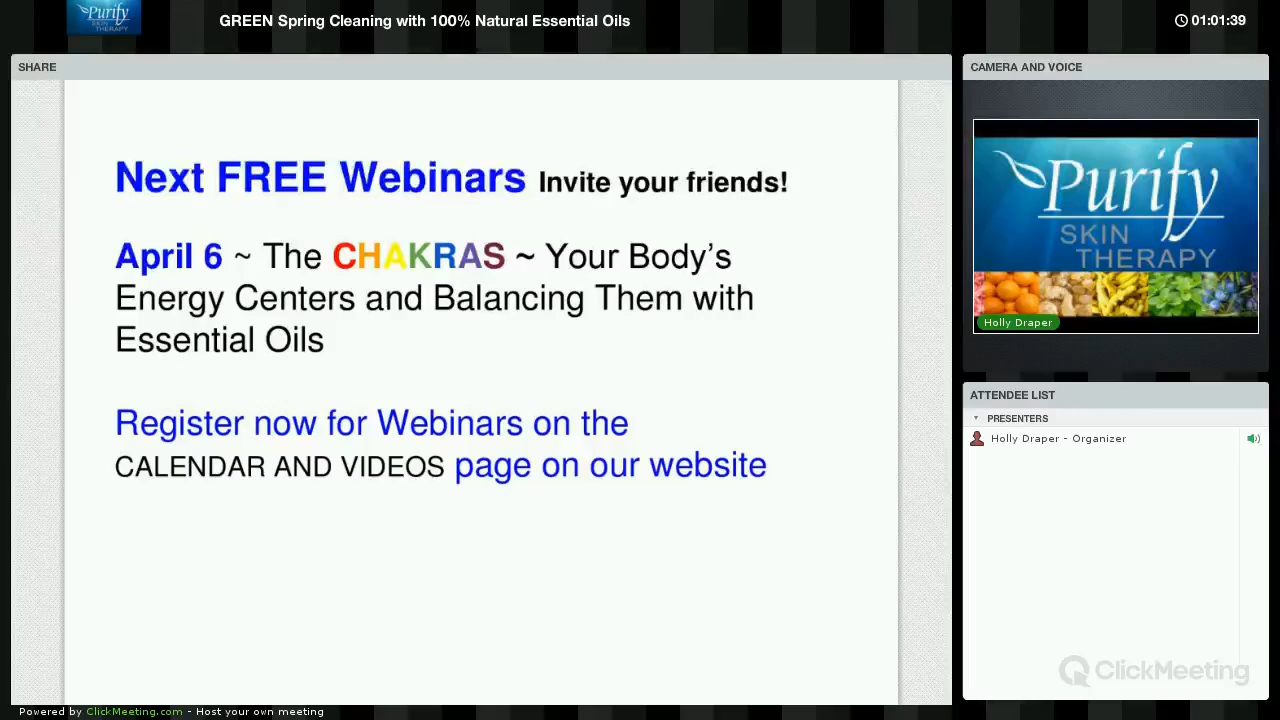 Purify
SKIN
THERAPY
GREEN Spring Cleaning with 100% Natural Essential Oils
01:01:39
SHARE
Next FREE Webinars Invite your friends!
April 6 ~ The CHAKRAS ~ Your Body's
Energy Centers and Balancing Them with
Essential Oils
Register now for Webinars on the
CALENDAR AND VIDEOS page on our website
CAMERA AND VOICE
Purify
SKIN
THERAPY
Holly Draper
ATTENDEE LIST
PRESENTERS
Holly Draper - Organizer
ClickMeeting
Powered by ClickMeeting.com - Host your own meeting